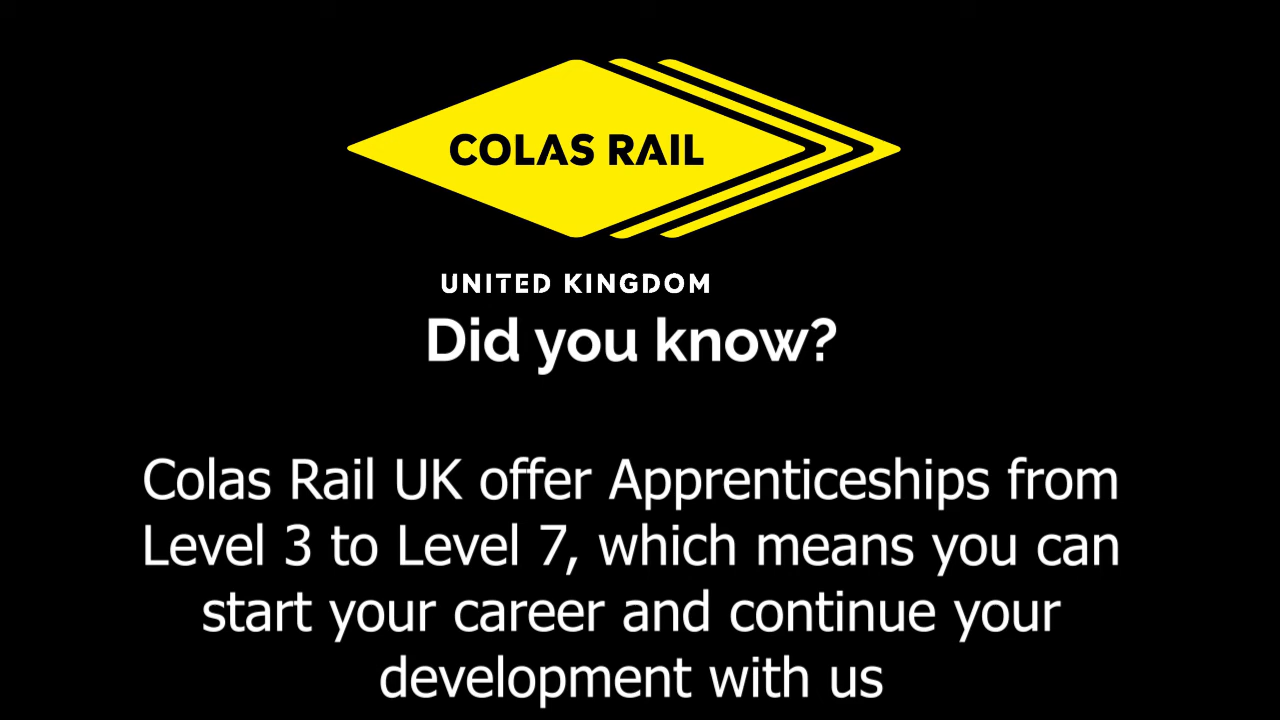 COLAS RAIL
UNITED KINGDOM
Did you know?
Colas Rail UK offer Apprenticeships from
Level 3 to Level 7, which means you can
start your career and continue your
development with us